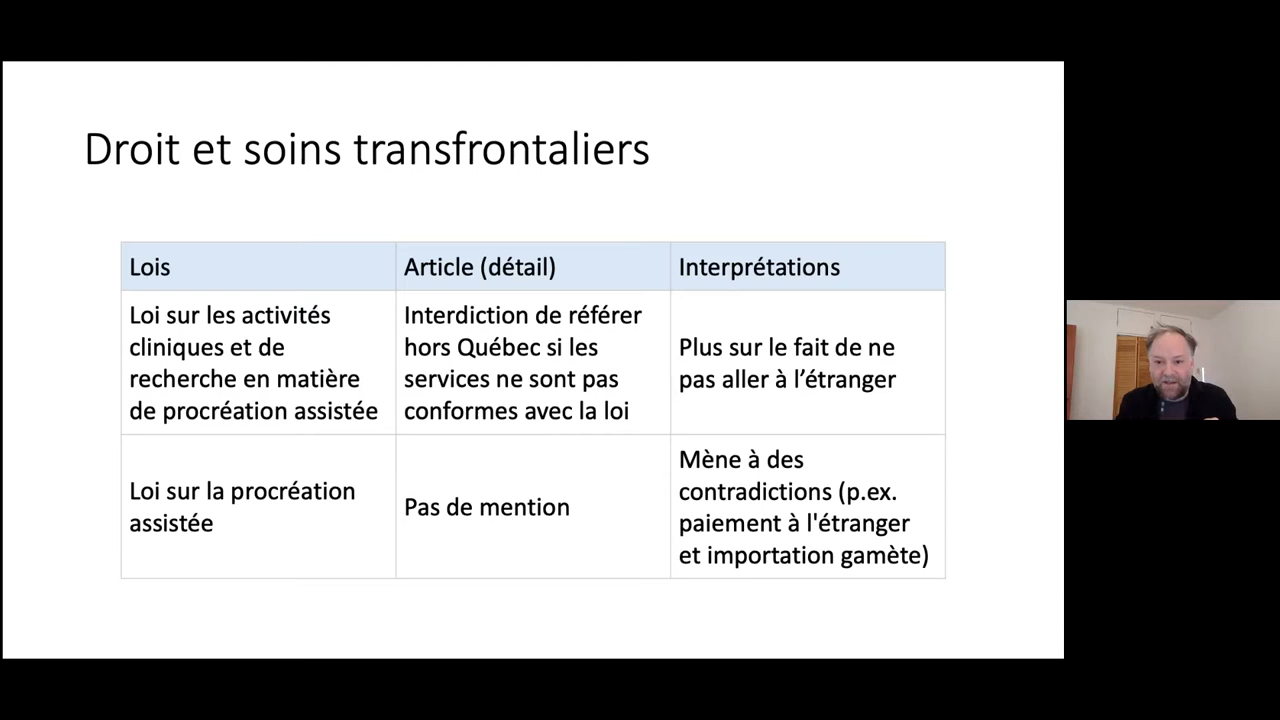 Droit et soins transfrontaliers
Lois
Article (détail)
Interprétations
Loi sur les activités
cliniques et de
recherche en matière
de procréation assistée
Interdiction de référer
hors Québec si les
services ne sont pas
conformes avec la loi
Plus sur le fait de ne
pas aller à l’étranger
Loi sur la procréation
assistée
Pas de mention
Mène à des
contradictions (p.ex.
paiement à l'étranger
et importation gamète)